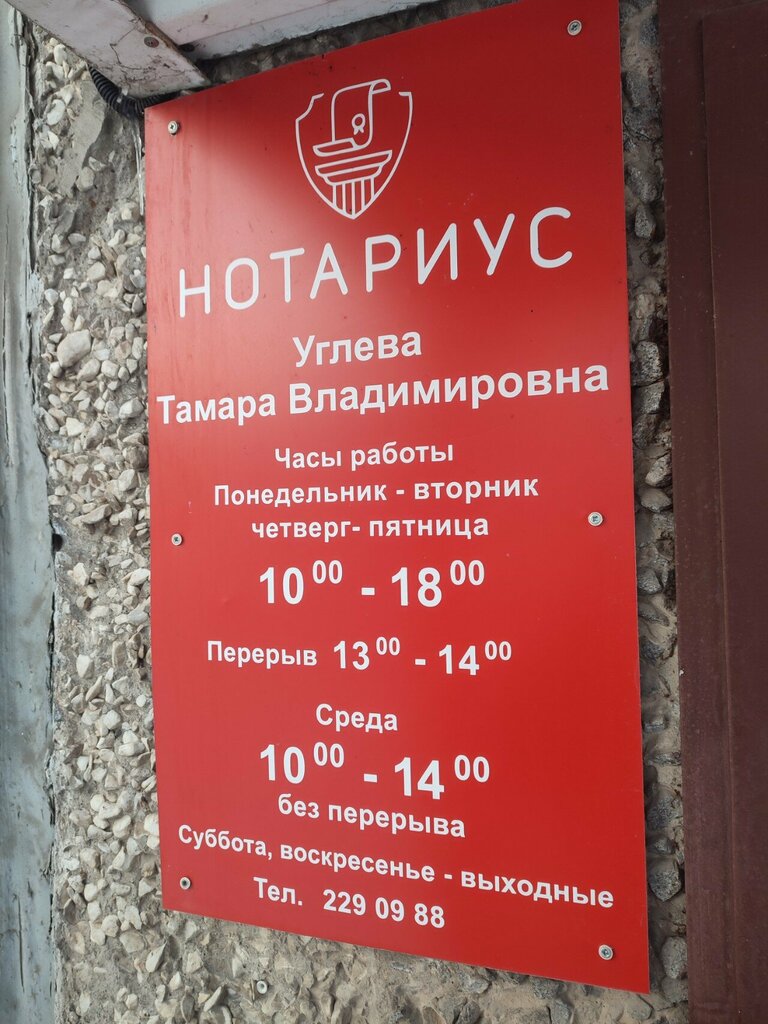 НОТАРИУС
Углева
Тамара Владимировна
Часы работы
Понедельник - вторник
четверг- пятница
10 00 - 18 00
Перерыв 13 00 - 14 00
Среда
10 00 - 14 00
без перерыва
Суббота, воскресенье - выходные
Тел. 229 09 88